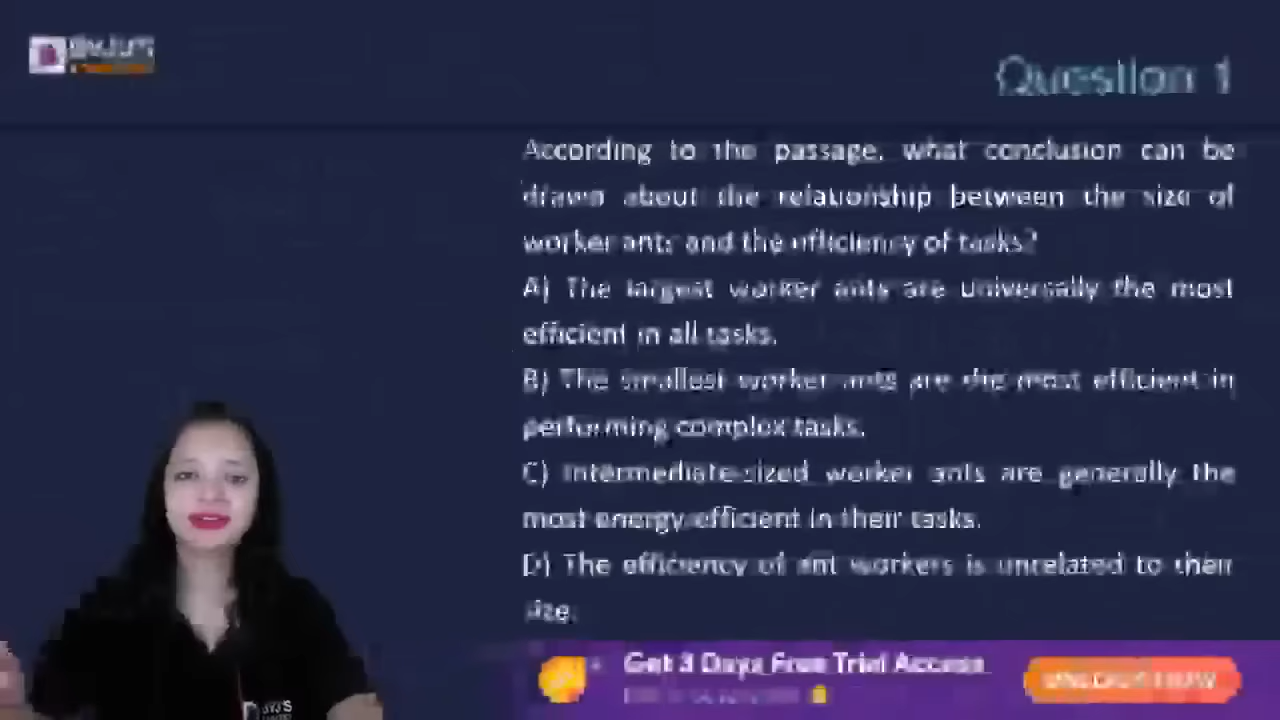 BYJU'S
Question 1
According to the passage, what conclusion can be
drawn about the relationship between the size of
worker ants and the efficiency of tasks?
A) The largest worker ants are universally the most
efficient in all tasks.
B) The smallest worker ants are the most efficient in
performing complex tasks.
C) Intermediate-sized worker ants are generally the
most energy-efficient in their tasks.
D) The efficiency of ant workers is unrelated to their
size.
Get 3 Days Free Trial Access
UNLOCK NOW
BYJ'S